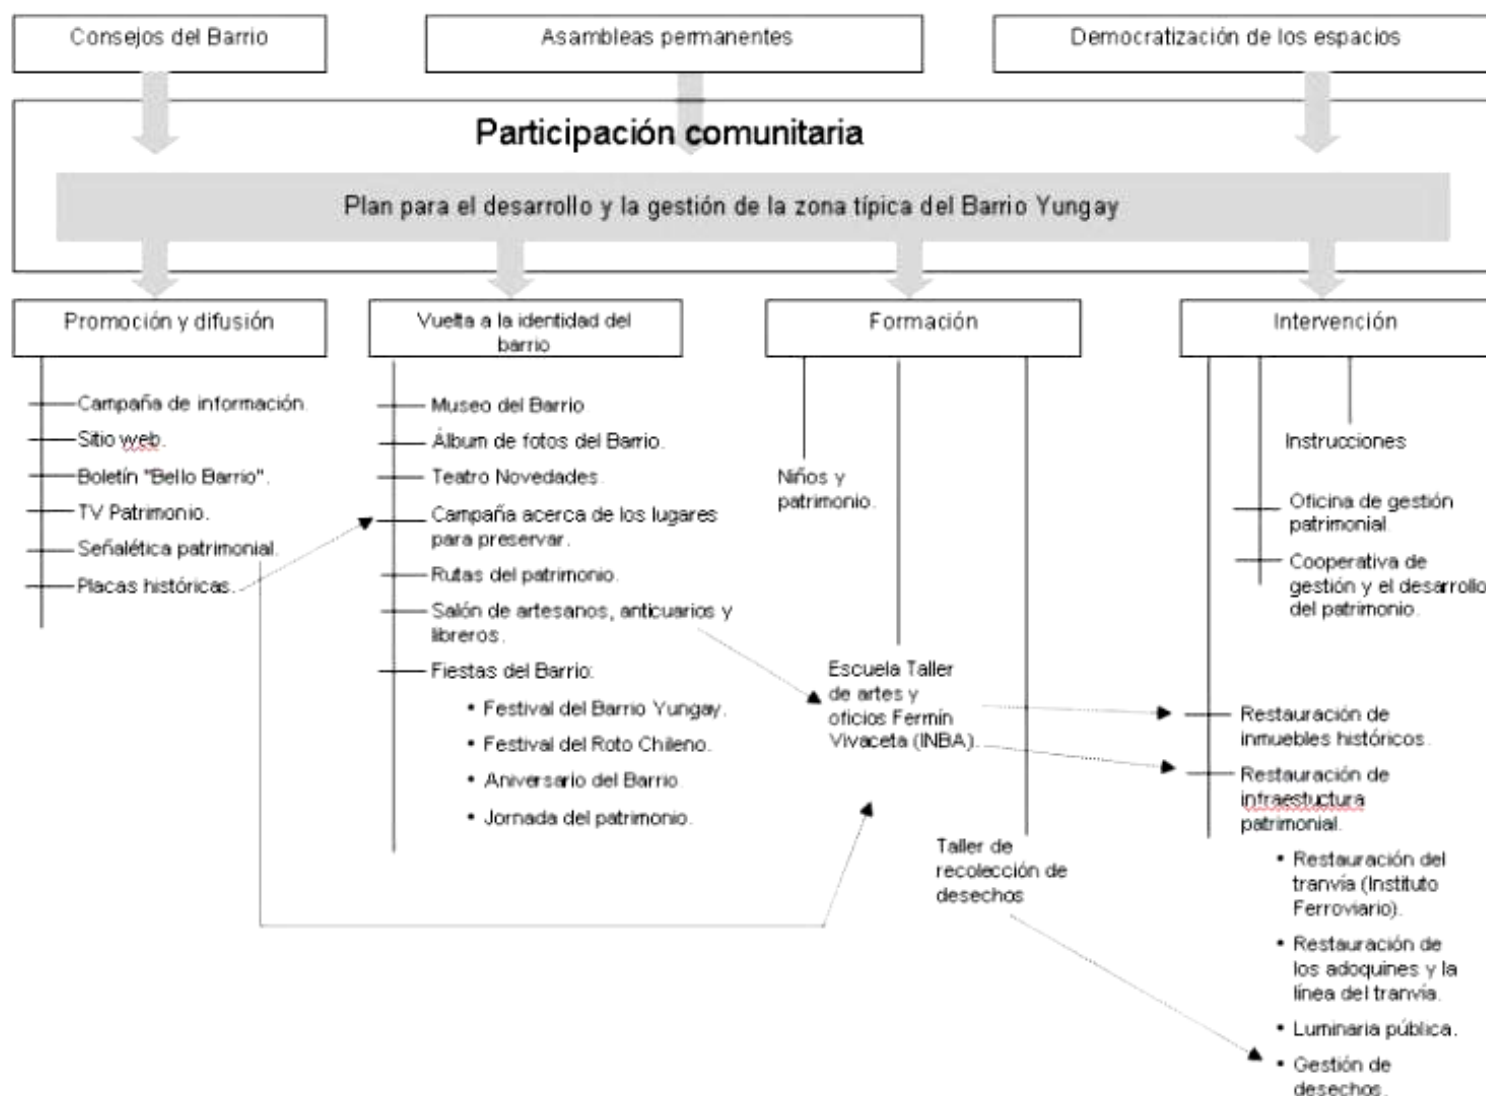 Consejos del Barrio
Asambleas permanentes
Democratización de los espacios
Participación comunitaria
Plan para el desarrollo y la gestión de la zona típica del Barrio Yungay
Promoción y difusión
Campaña de información.
Sitio web.
Boletín "Bello Barrio".
TV Patrimonio.
Señalética patrimonial.
Placas históricas.
Vuelta a la identidad del
barrio
Museo del Barrio
Álbum de fotos del Barrio.
Teatro Novedades.
Campaña acerca de los lugares
para preservar.
Rutas del patrimonio.
Salón de artesanos, anticuarios y
libreros.
Fiestas del Barrio:
• Festival del Barrio Yungay.
• Festival del Roto Chileno.
• Aniversario del Barrio
• Jornada del patrimonio.
Formación
Niños y
patrimonio.
Escuela Taller
de artes y
oficios Fermín
Vivaceta (INBA).
Taller de
recolección de
desechos
Intervención
Instrucciones
Oficina de gestión
patrimonial.
Cooperativa de
gestión y el desarrollo
del patrimonio.
Restauración de
inmuebles históricos.
Restauración de
infraestuctura
patrimonial.
• Restauración del
tranvía (Instituto
Ferroviario).
• Restauración de
los adoquines y la
línea del tranvía.
• Luminaria pública.
• Gestión de
desechos.